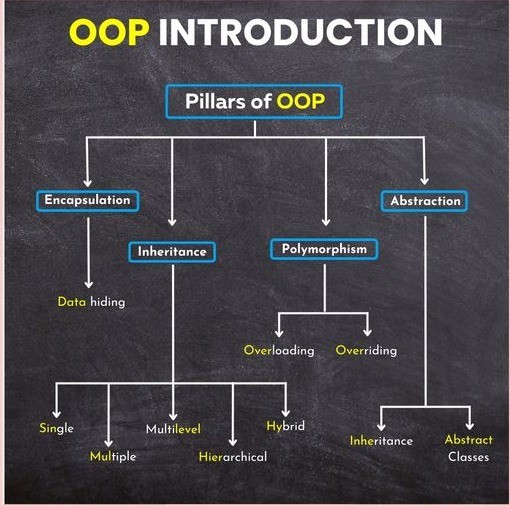 OOP INTRODUCTION
Pillars of OOP
Encapsulation
Abstraction
Inheritance
Polymorphism
Data hiding
Overloading
Overriding
Single
Multiple
Multilevel
Hierarchical
Hybrid
Inheritance
Abstract
Classes